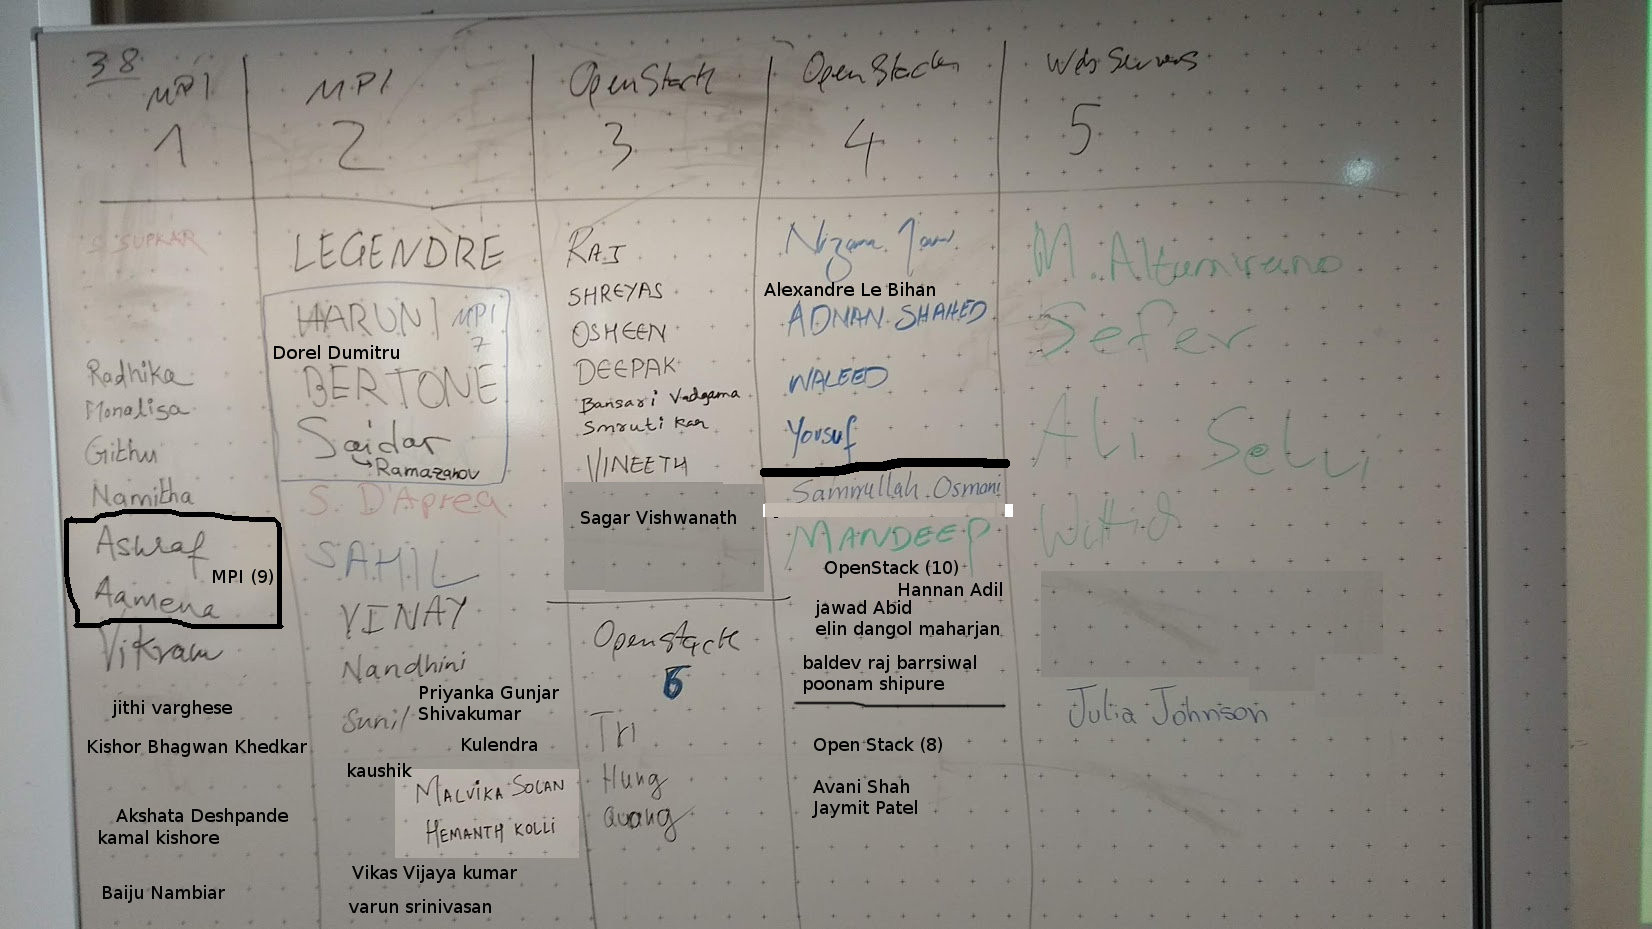 38
MPI
1
S. SUPKAR
Radhika
Monalisa
Githu
Namitha
Ashraf
MPI (9)
Aamena
Vikram
jithi varghese
Kishor Bhagwan Khedkar
Akshata Deshpande
kamal kishore
Baiju Nambiar
MPI
2
LEGENDRE
HARUN MPI
7
Dorel Dumitru
BERTONE
Saidar
Ramazanov
S. D'Aprea
SAHIL
VINAY
Nandhini
Priyanka Gunjar
Sunil Shivakumar
Kulendra
kaushik
MALVIKA SOLAN
HEMANTH KOLLI
Vikas Vijaya kumar
varun srinivasan
OpenStack
3
RAJ
SHREYAS
OSHEEN
DEEPAK
Bansari Vadgama
Smruti Kar
VINEETH
Sagar Vishwanath
Openstack
6
Tri
Hung
Quang
OpenStack
4
Nizam
Alexandre Le Bihan
ADNAN SHAHED
WALEED
Yousuf
Samirullah Osmani
MANDEEP
OpenStack (10)
Hannan Adil
jawad Abid
elin dangol maharjan
baldev raj barrsiwal
poonam shipure
Open Stack (8)
Avani Shah
Jaymit Patel
Web Servers
5
M. Altamirano
Sefer
Ali Selli
Julia Johnson